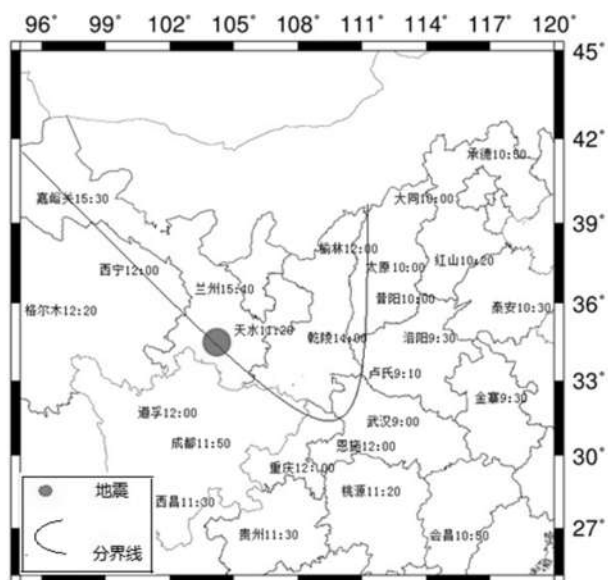 96° 99° 102° 105° 108° 111° 114° 117° 120°
45°
42°
承德10:50
嘉峪关15:30
大同10:00
39°
榆林12:00
西宁12:00
太原10:00
红山10:20
兰州15:40
昔阳10:00
36°
格尔木12:20
泰安10:30
天水11:20
乾陵14:00
涪阳9:30
卢氏9:10
33°
遵孚12:00
金寨9:30
武汉9:00
成都11:50
恩施12:00
30°
重庆12:00
地震
桃源11:20
西昌11:30
贵州11:30
会昌10:50
27°
分界线